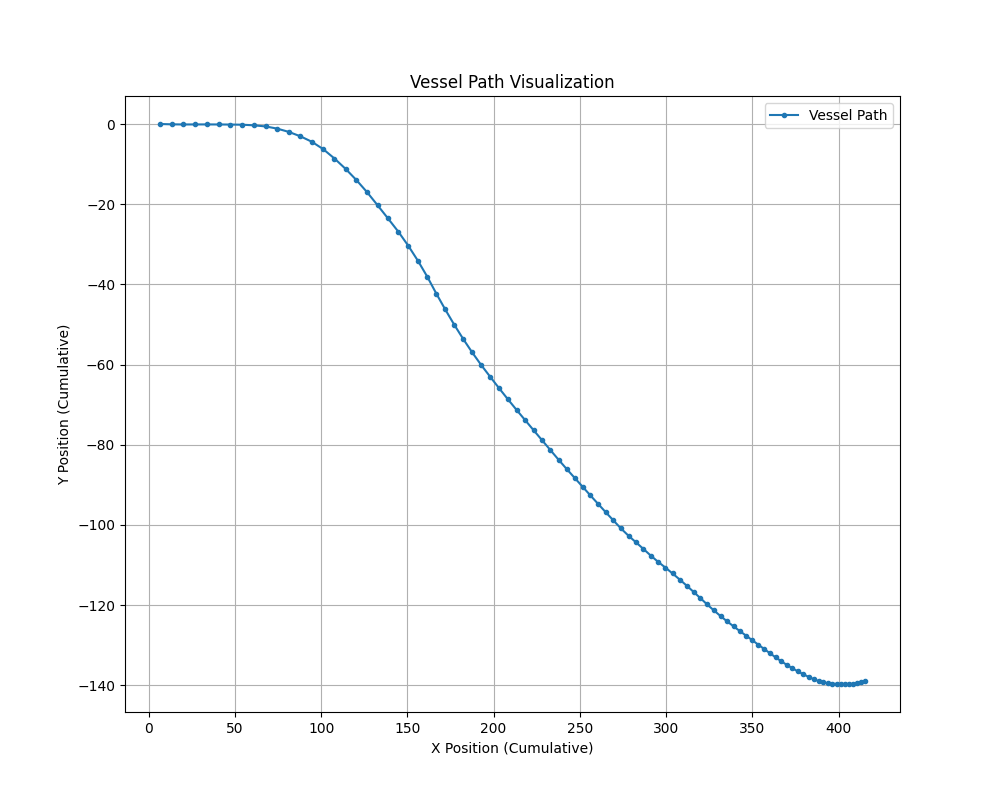 Vessel Path Visualization
Vessel Path
Y Position (Cumulative)
0
−20
−40
−60
−80
−100
−120
−140
0 50 100 150 200 250 300 350 400
X Position (Cumulative)